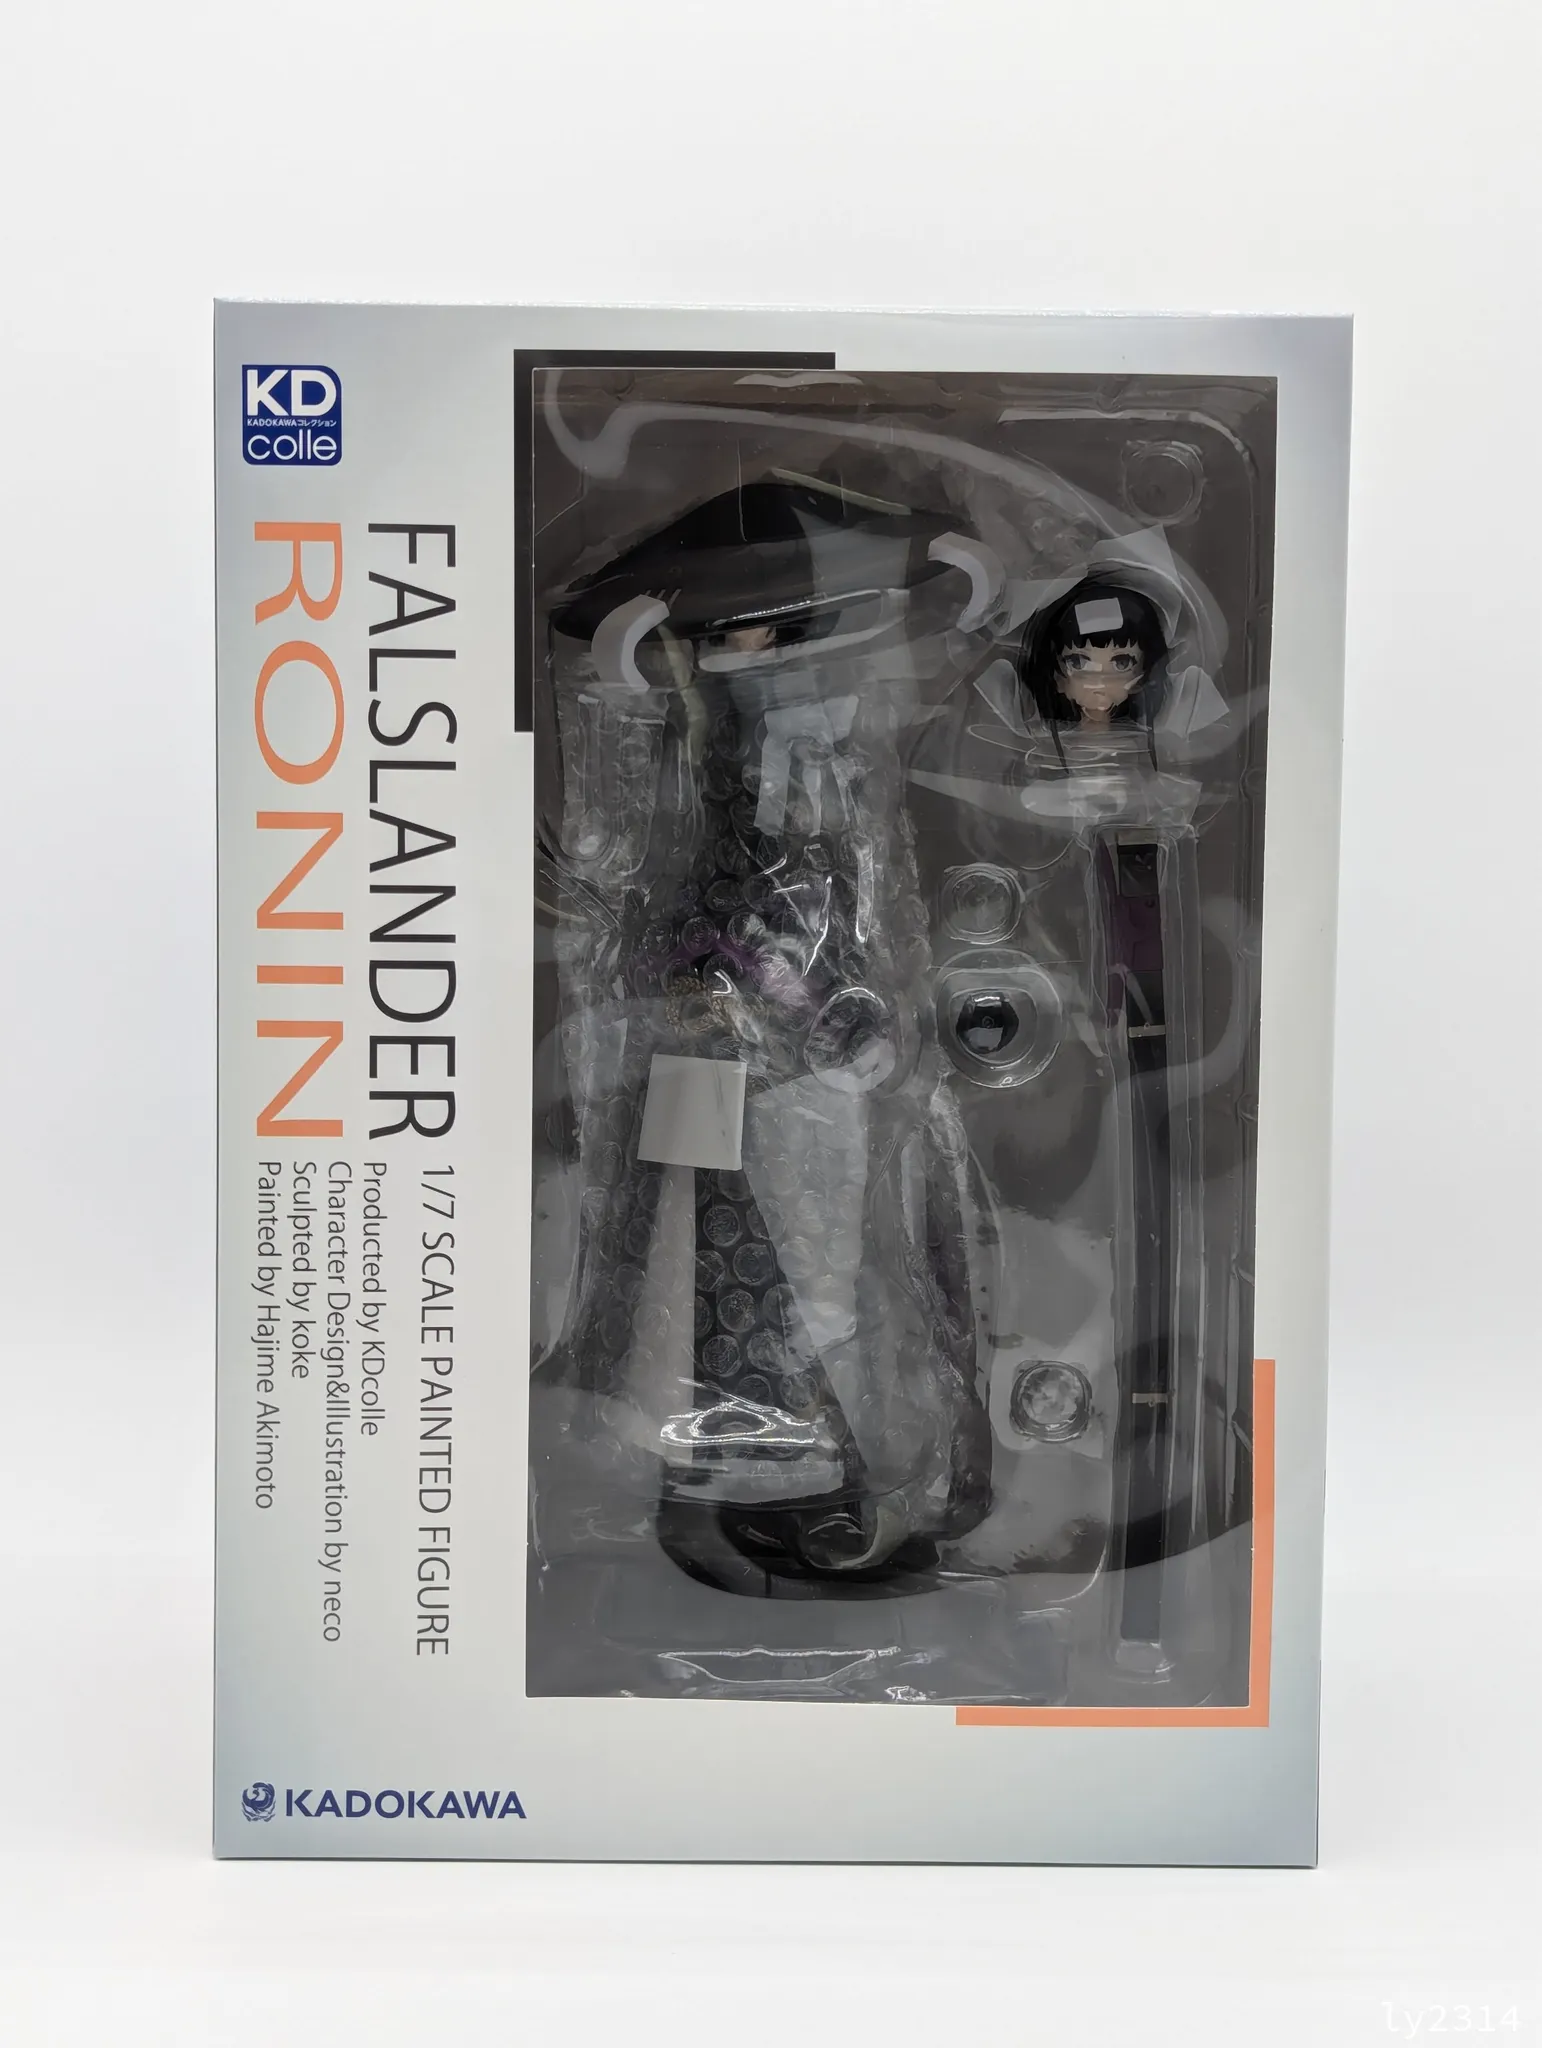 KD
KADOKAWAコレクション
colle
FALSLANDER
RONIN
1/7 SCALE PAINTED FIGURE
Producted by KDcolle
Character Design&Illustration by neco
Sculpted by koke
Painted by Hajime Akimoto
KADOKAWA
ly2314